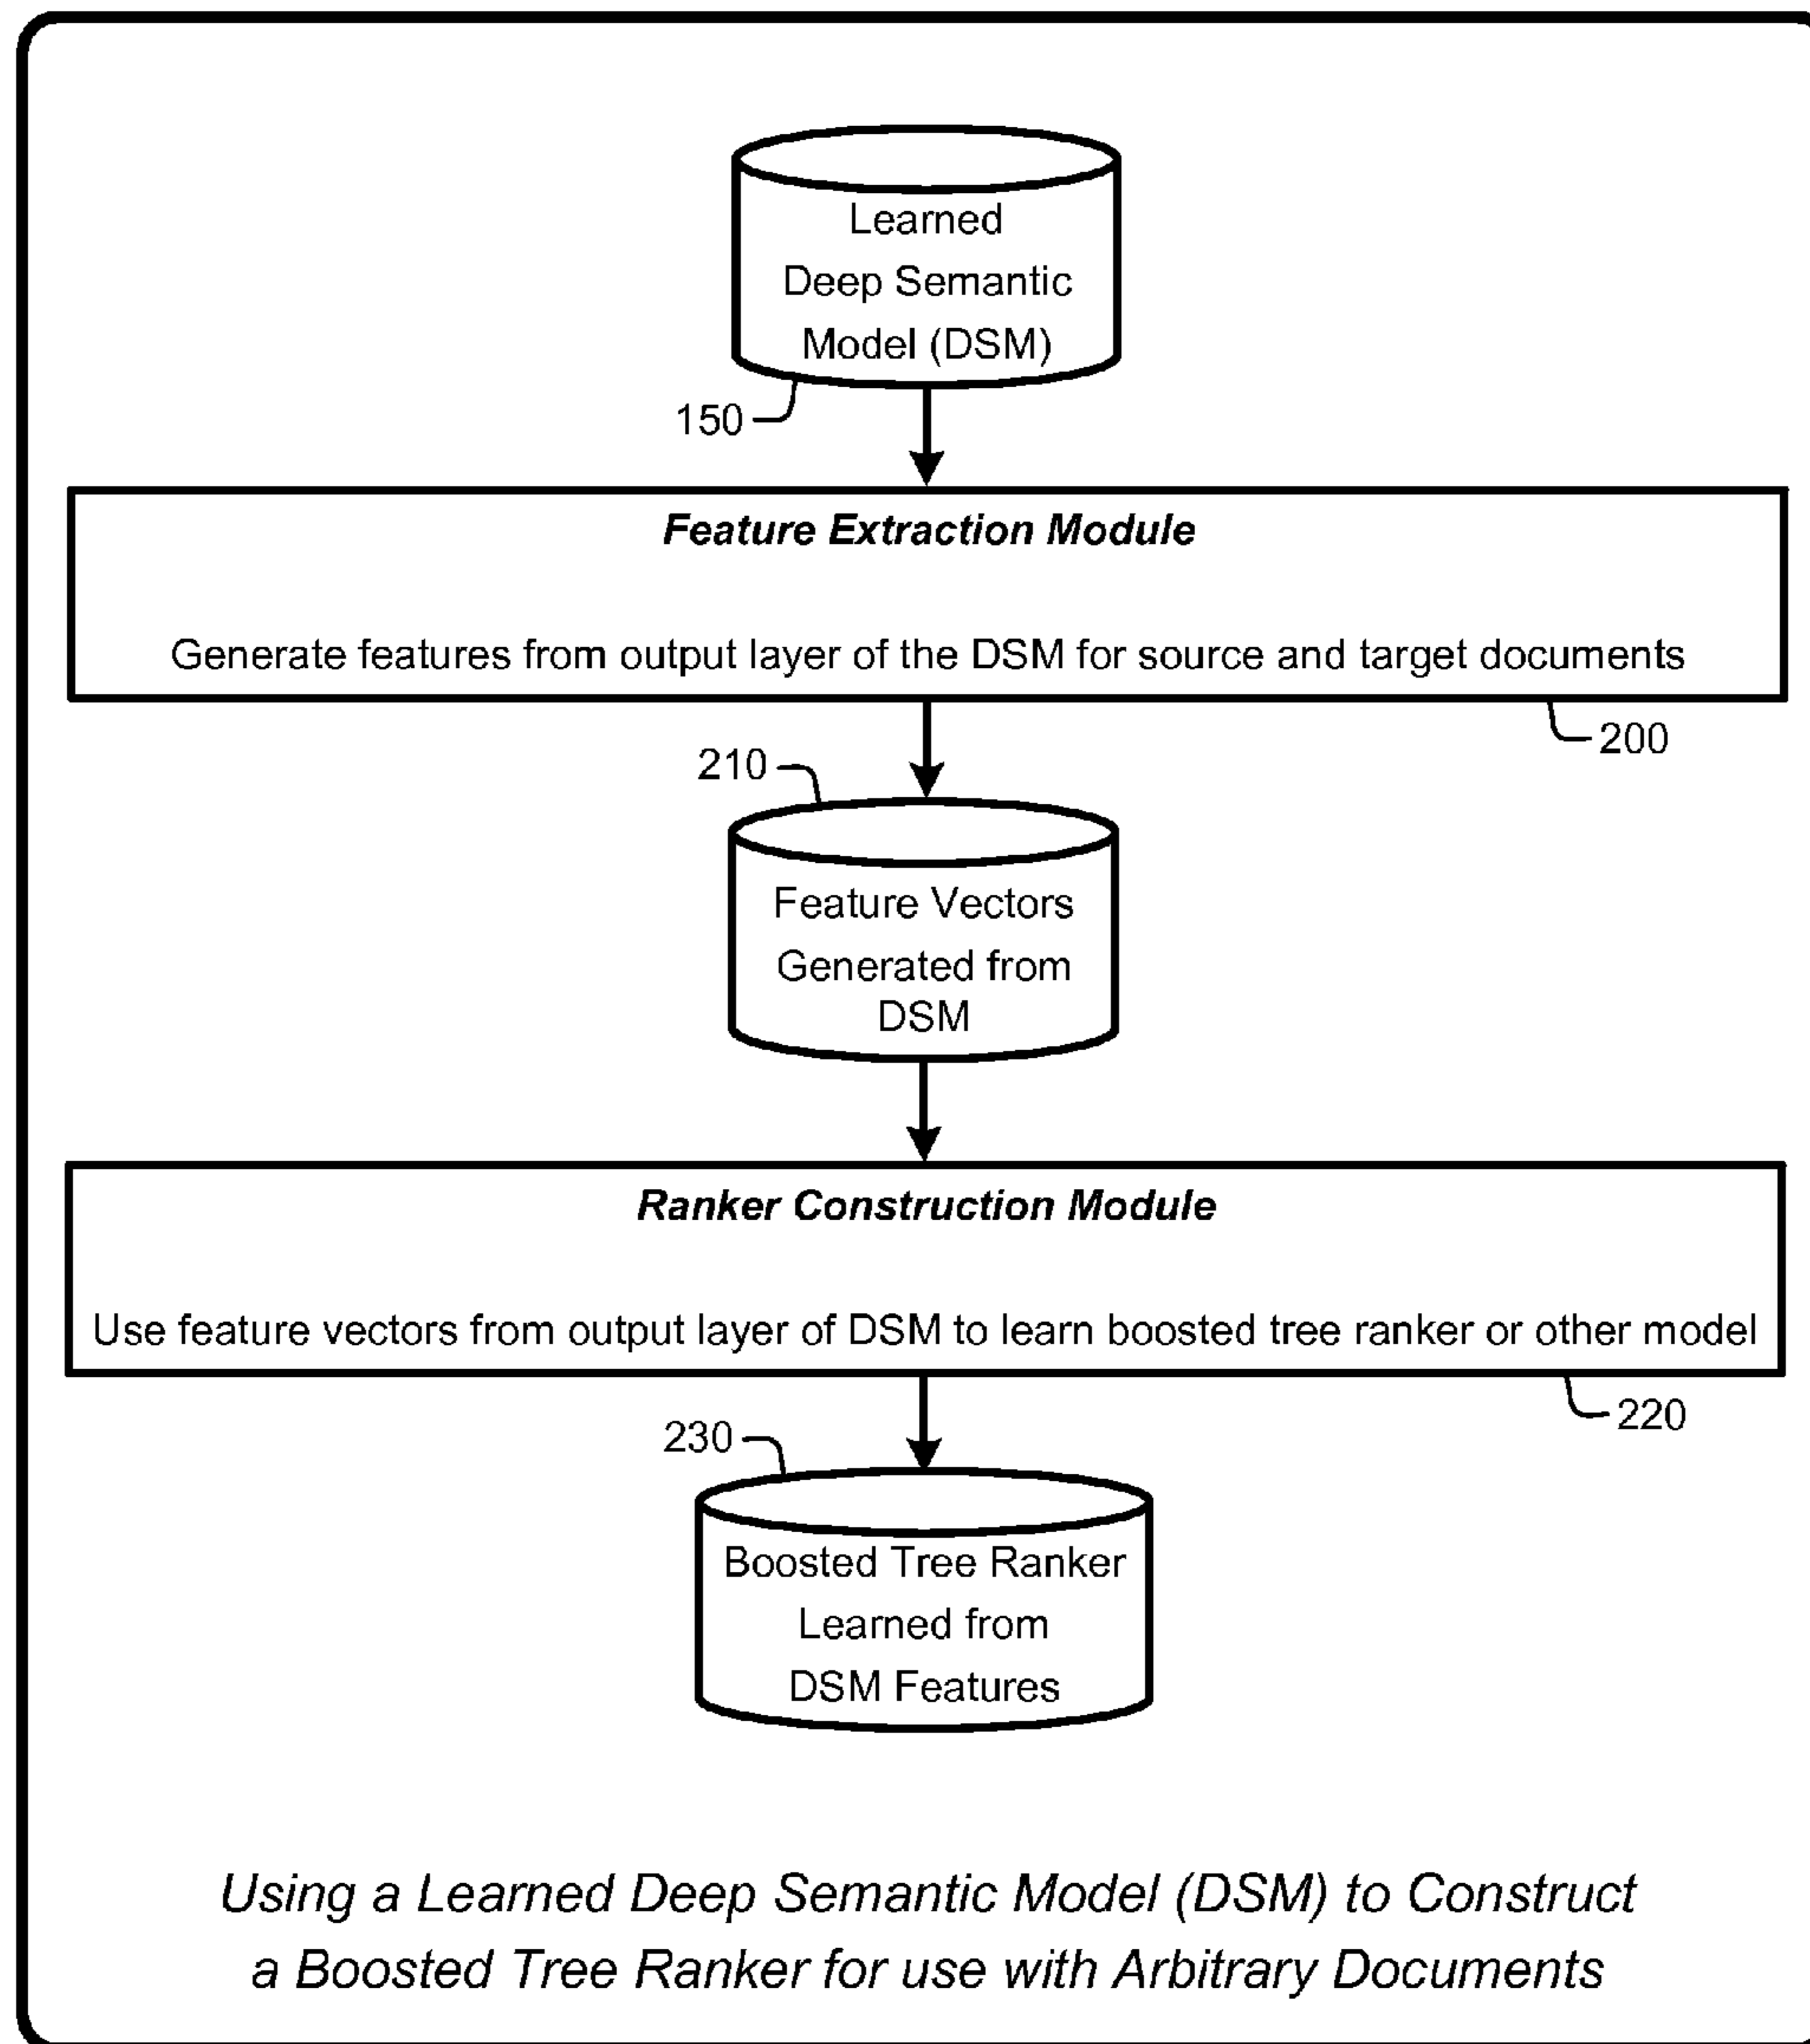 Learned
Deep Semantic
Model (DSM)
150
Feature Extraction Module
Generate features from output layer of the DSM for source and target documents
200
210
Feature Vectors
Generated from
DSM
Ranker Construction Module
Use feature vectors from output layer of DSM to learn boosted tree ranker or other model
220
230
Boosted Tree Ranker
Learned from
DSM Features
Using a Learned Deep Semantic Model (DSM) to Construct
a Boosted Tree Ranker for use with Arbitrary Documents